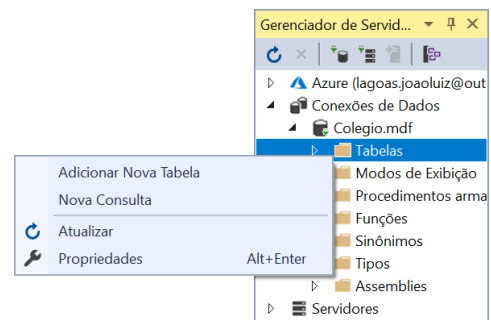 Gerenciador de Servid...
Azure (lagoas.joaoluiz@out
Conexões de Dados
Colegio.mdf
Tabelas
Modos de Exibição
Procedimentos arma
Funções
Sinônimos
Tipos
Assemblies
Servidores
Adicionar Nova Tabela
Nova Consulta
Atualizar
Propriedades Alt+Enter